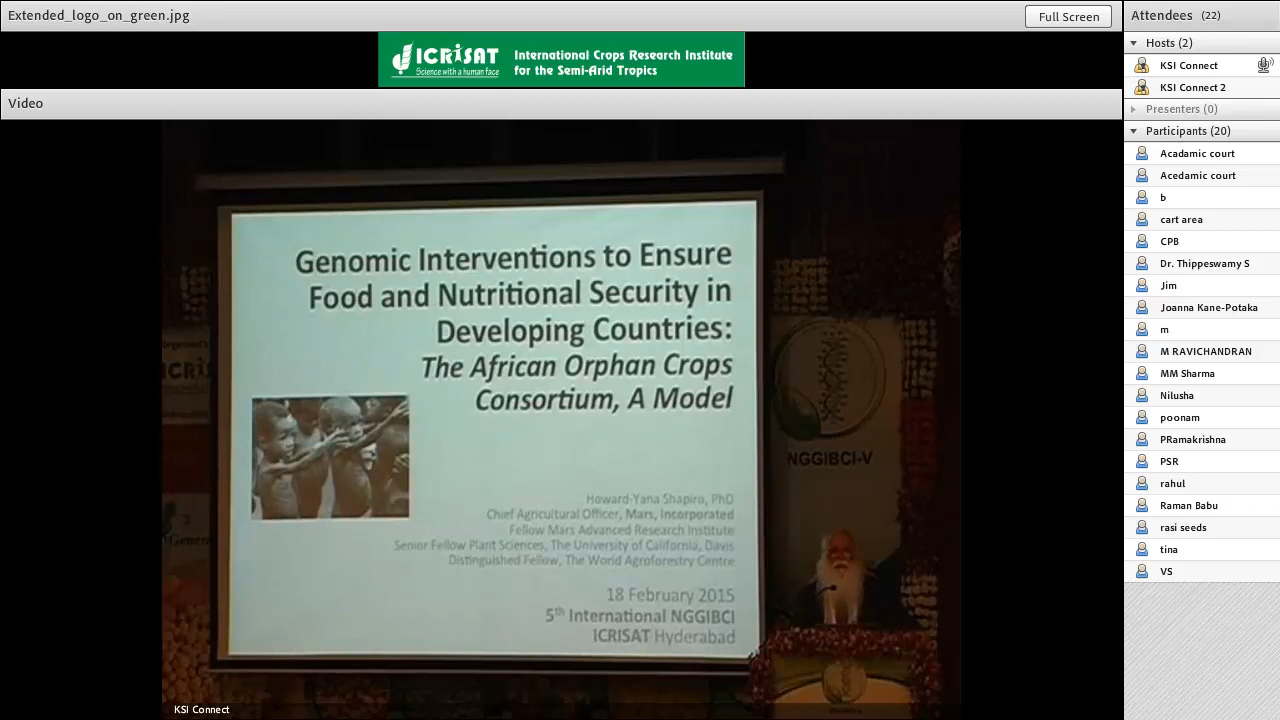 Extended_logo_on_green.jpg
Full Screen
ICRISAT
Science with a human face
International Crops Research Institute
for the Semi-Arid Tropics
Video
Genomic Interventions to Ensure
Food and Nutritional Security in
Developing Countries:
The African Orphan Crops
Consortium, A Model
Howard-Yana Shapiro, PhD
Chief Agricultural Officer, Mars, Incorporated
Fellow Mars Advanced Research Institute
Senior Fellow Plant Sciences, The University of California, Davis
Distinguished Fellow, The World Agroforestry Centre
18 February 2015
5th International NGGIBCI
ICRISAT Hyderabad
NGGIBCI-V
KSI Connect
Attendees (22)
Hosts (2)
KSI Connect
KSI Connect 2
Presenters (0)
Participants (20)
Acadamic court
Acedamic court
b
cart area
CPB
Dr. Thippeswamy S
Jim
Joanna Kane-Potaka
m
M RAVICHANDRAN
MM Sharma
Nilusha
poonam
PRamakrishna
PSR
rahul
Raman Babu
rasi seeds
tma
VS